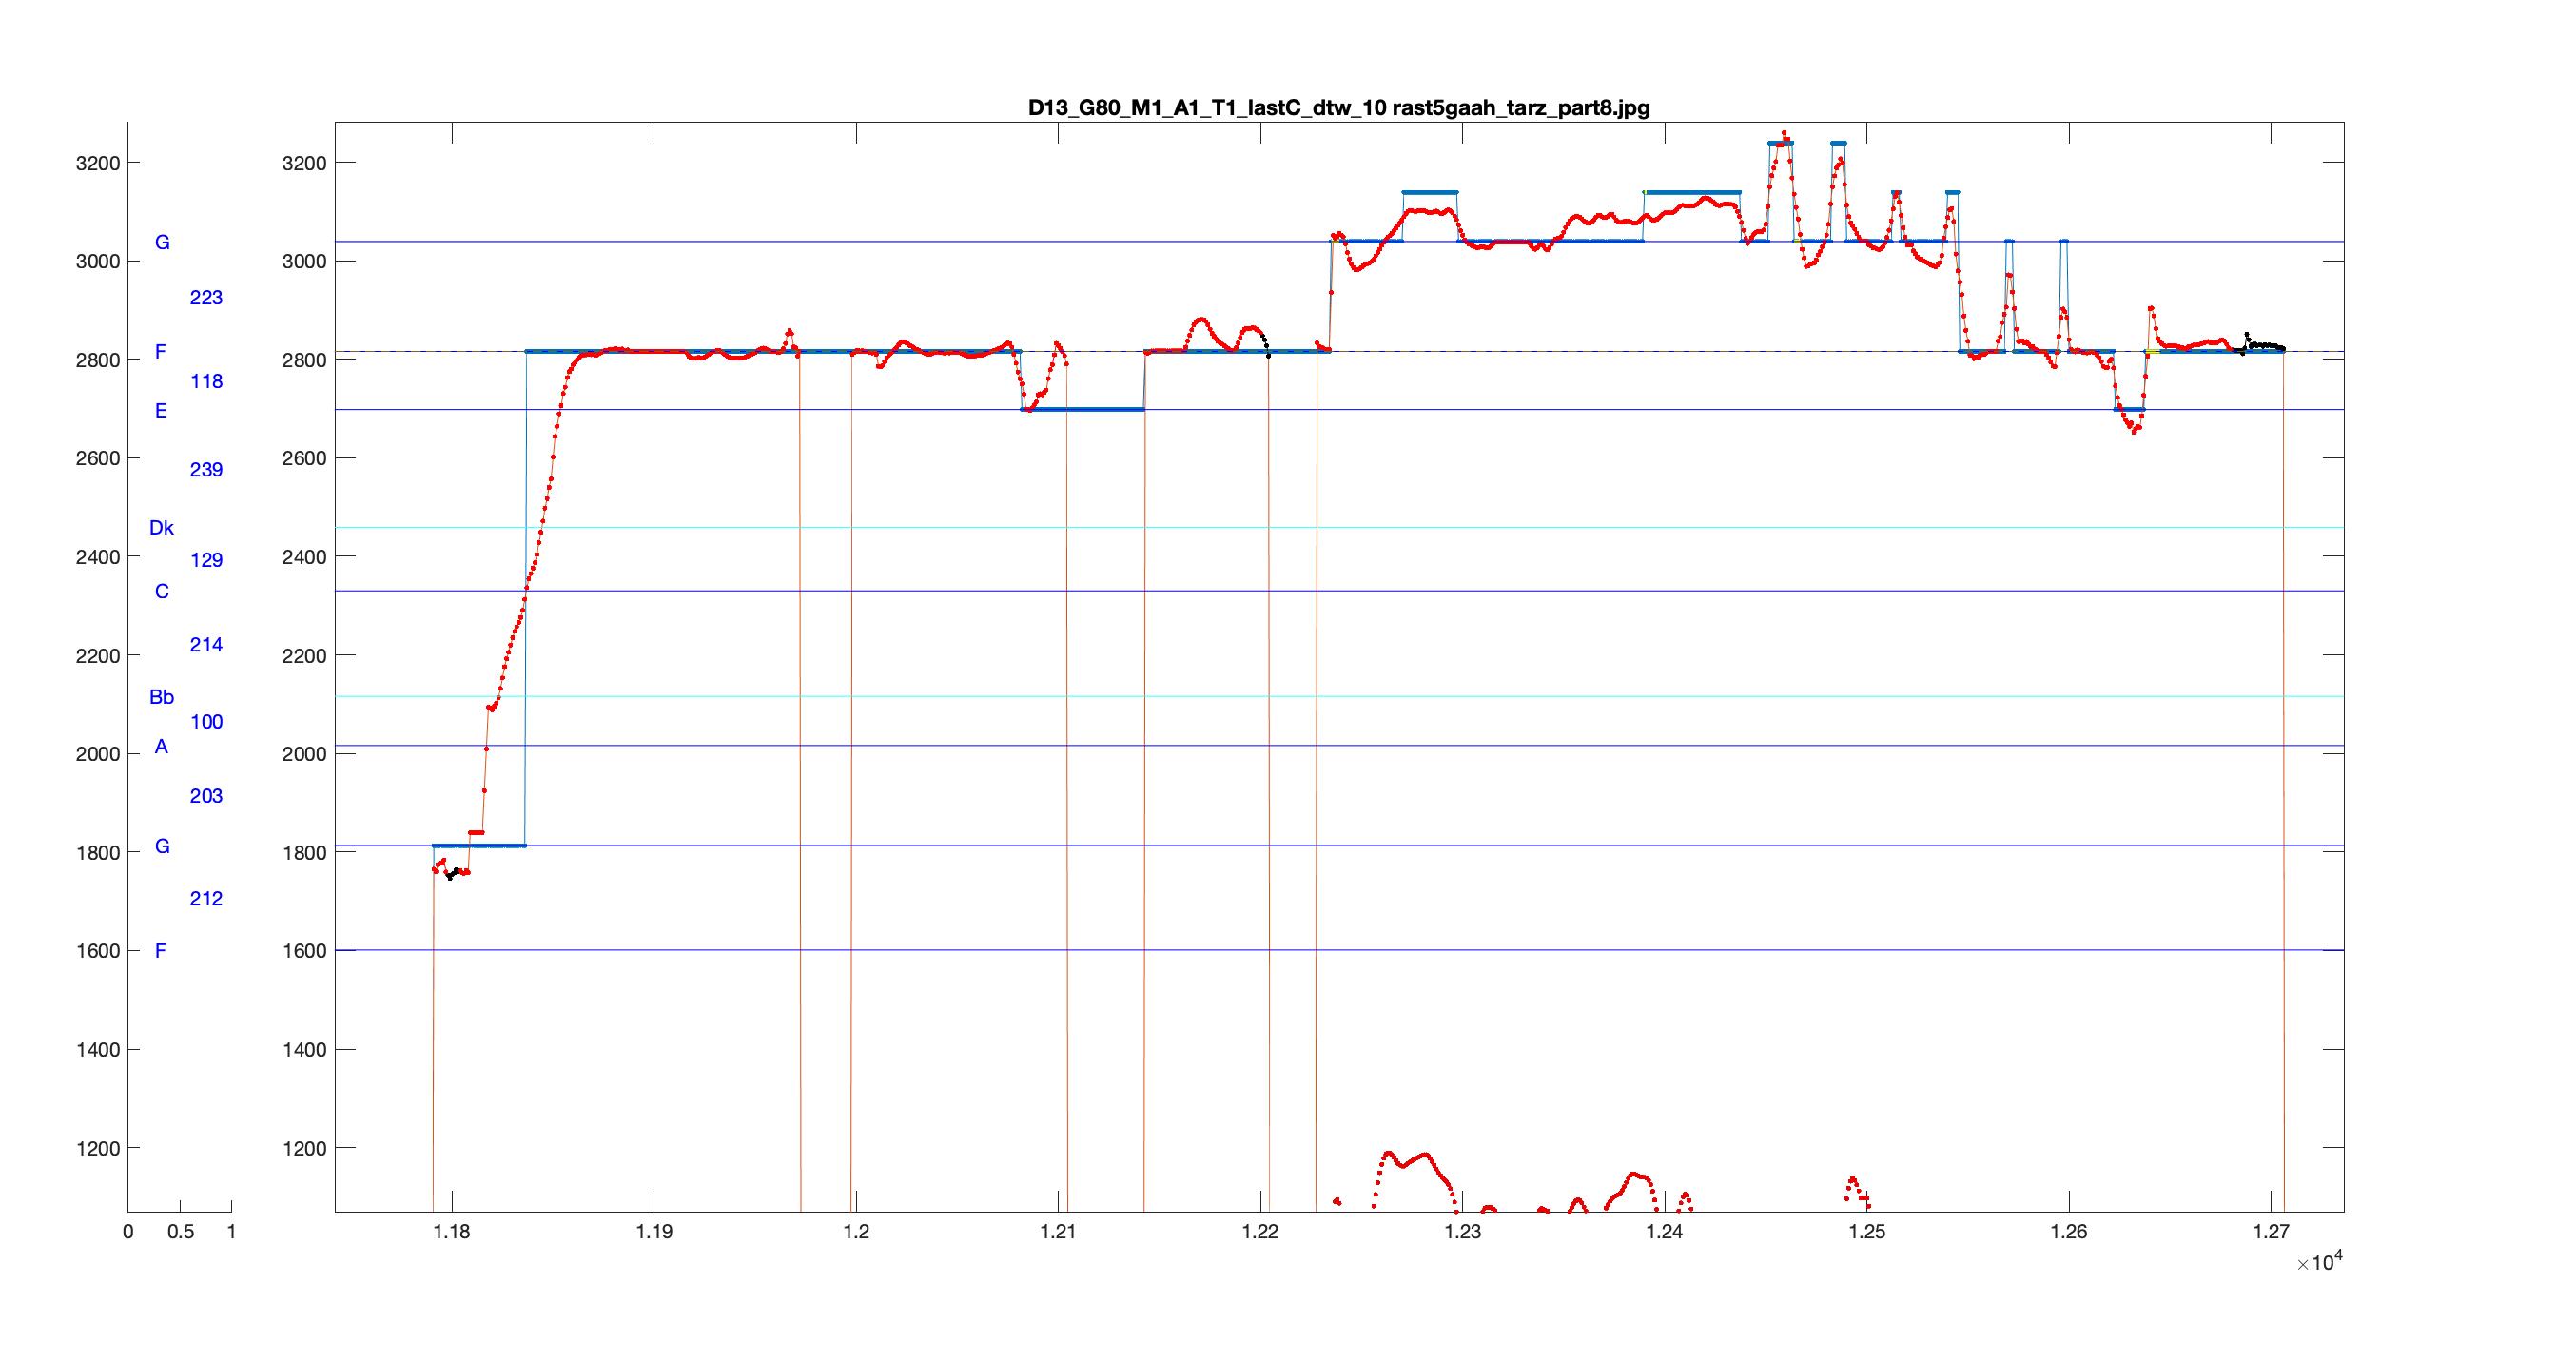 D13_G80_M1_A1_T1_lastC_dtw_10 rast5gaah_tarz_part8.jpg
3200 3200
G
3000 3000
223
F
2800 2800
118
E
2600 2600
239
Dk
2400 2400
129
C
214
2200 2200
Bb
100
A
2000 2000
203
G
1800 1800
212
F
1600 1600
1400 1400
1200 1200
0 0.5 1 1.18 1.19 1.2 1.21 1.22 1.23 1.24 1.25 1.26 1.27
×10^4